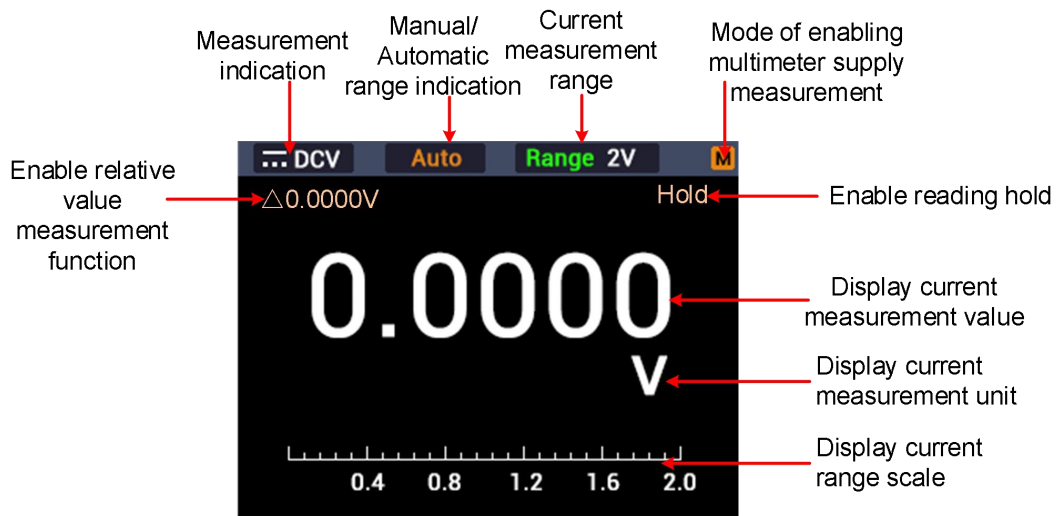 Measurement
indication
Manual/
Automatic
range indication
Current
measurement
range
Mode of enabling
multimeter supply
measurement
DCV
Auto
Range 2V
M
Enable relative
value
measurement
function
△0.0000V
Hold
Enable reading hold
0.0000
Display current
measurement value
V
Display current
measurement unit
0.4 0.8 1.2 1.6 2.0
Display current
range scale